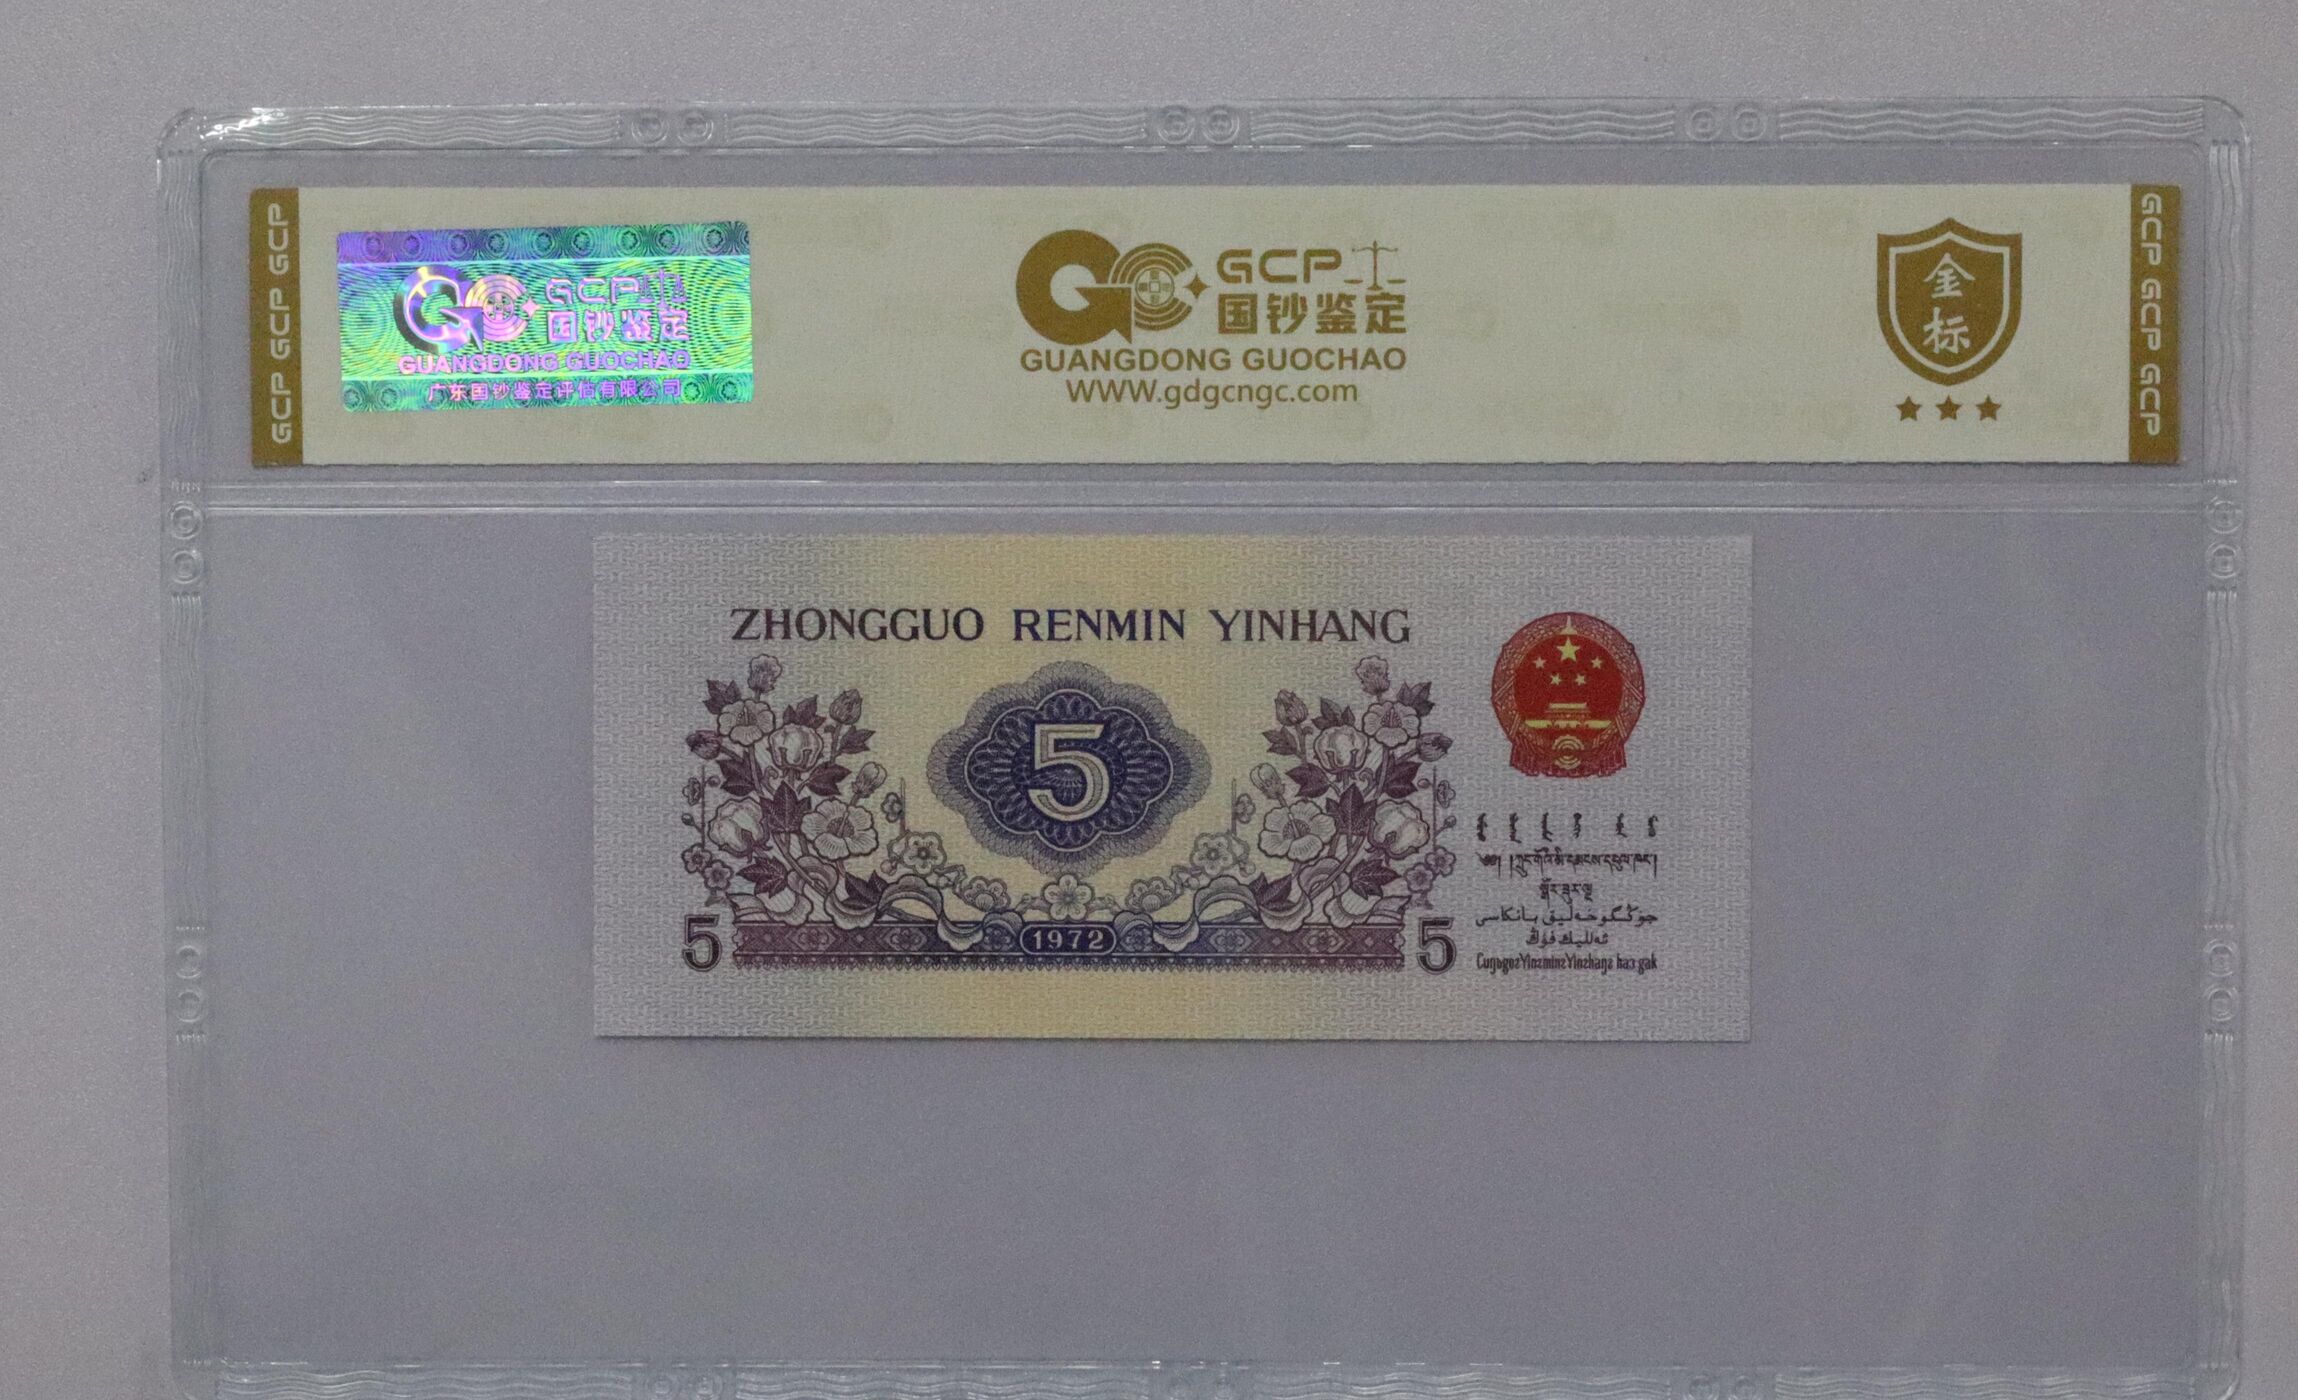 GCP GCP GCP
GCP
国钞鉴定
GUANGDONG GUOCHAO
广东国钞鉴定评估有限公司
GCP
国钞鉴定
GUANGDONG GUOCHAO
WWW.gdgcngc.com
金
标
GCP GCP GCP
ZHONGGUO RENMIN YINHANG
5
1972
5
5
جۇڭگوخەلىق بانكاسى